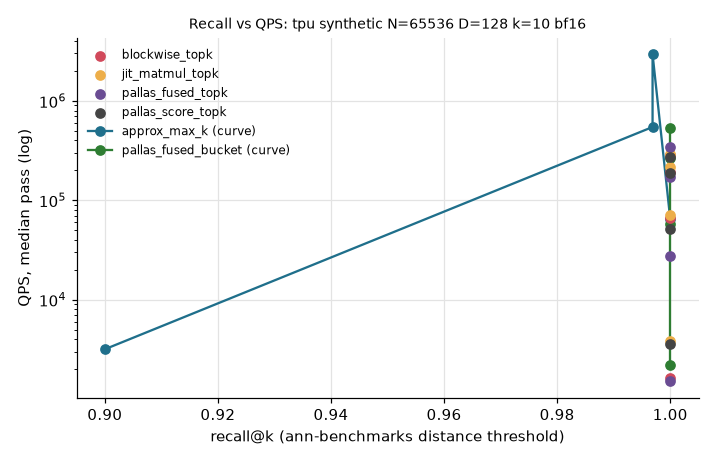 Recall vs QPS: tpu synthetic N=65536 D=128 k=10 bf16
blockwise_topk
jit_matmul_topk
pallas_fused_topk
pallas_score_topk
approx_max_k (curve)
pallas_fused_bucket (curve)
QPS, median pass (log)
10⁶
10⁵
10⁴
0.90 0.92 0.94 0.96 0.98 1.00
recall@k (ann-benchmarks distance threshold)